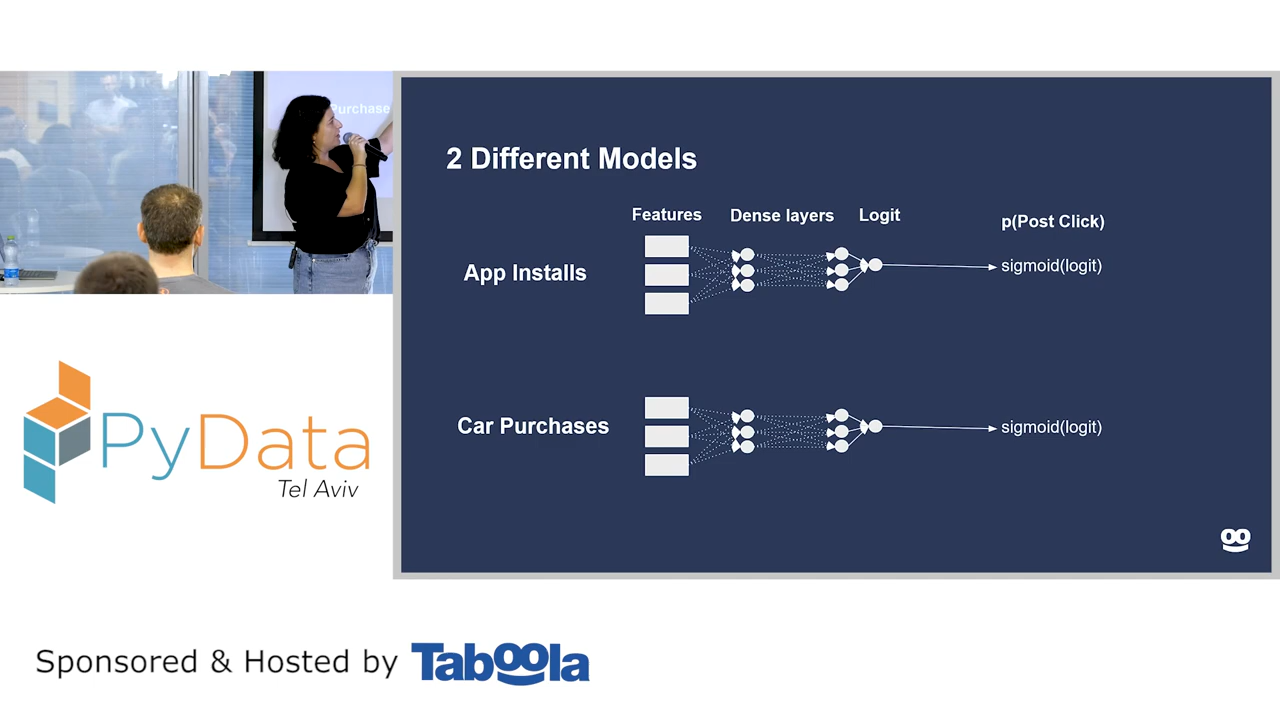 Purchase
2 Different Models
Features
Dense layers
Logit
p(Post Click)
App Installs
sigmoid(logit)
Car Purchases
sigmoid(logit)
PyData
Tel Aviv
Sponsored & Hosted by Taboola